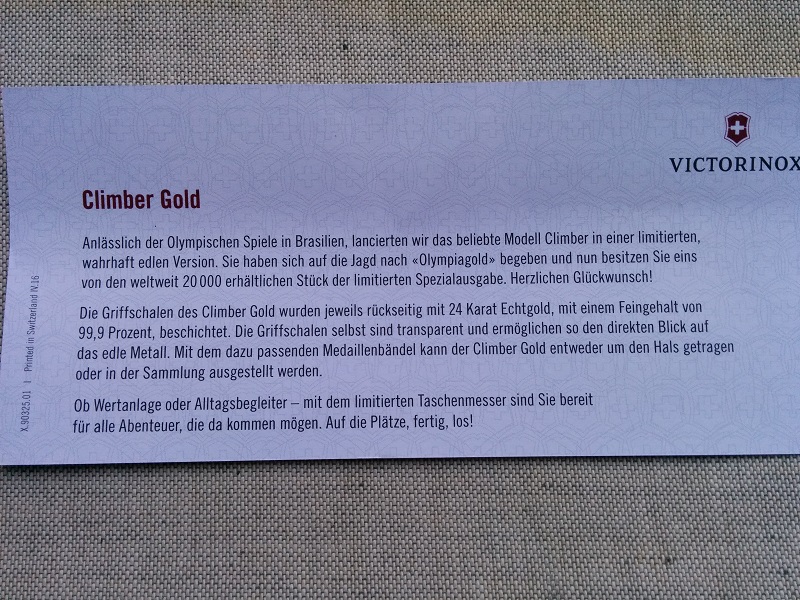 VICTORINOX
Climber Gold
Anlässlich der Olympischen Spiele in Brasilien, lancierten wir das beliebte Modell Climber in einer limitierten,
wahrhaft edlen Version. Sie haben sich auf die Jagd nach «Olympiagold» begeben und nun besitzen Sie eins
von den weltweit 20 000 erhältlichen Stück der limitierten Spezialausgabe. Herzlichen Glückwunsch!
Die Griffschalen des Climber Gold wurden jeweils rückseitig mit 24 Karat Echtgold, mit einem Feingehalt von
99,9 Prozent, beschichtet. Die Griffschalen selbst sind transparent und ermöglichen so den direkten Blick auf
das edle Metall. Mit dem dazu passenden Medaillenbändel kann der Climber Gold entweder um den Hals getragen
oder in der Sammlung ausgestellt werden.
Ob Wertanlage oder Alltagsbegleiter – mit dem limitierten Taschenmesser sind Sie bereit
für alle Abenteuer, die da kommen mögen. Auf die Plätze, fertig, los!
X.90325.01 I Printed in Switzerland IV.16